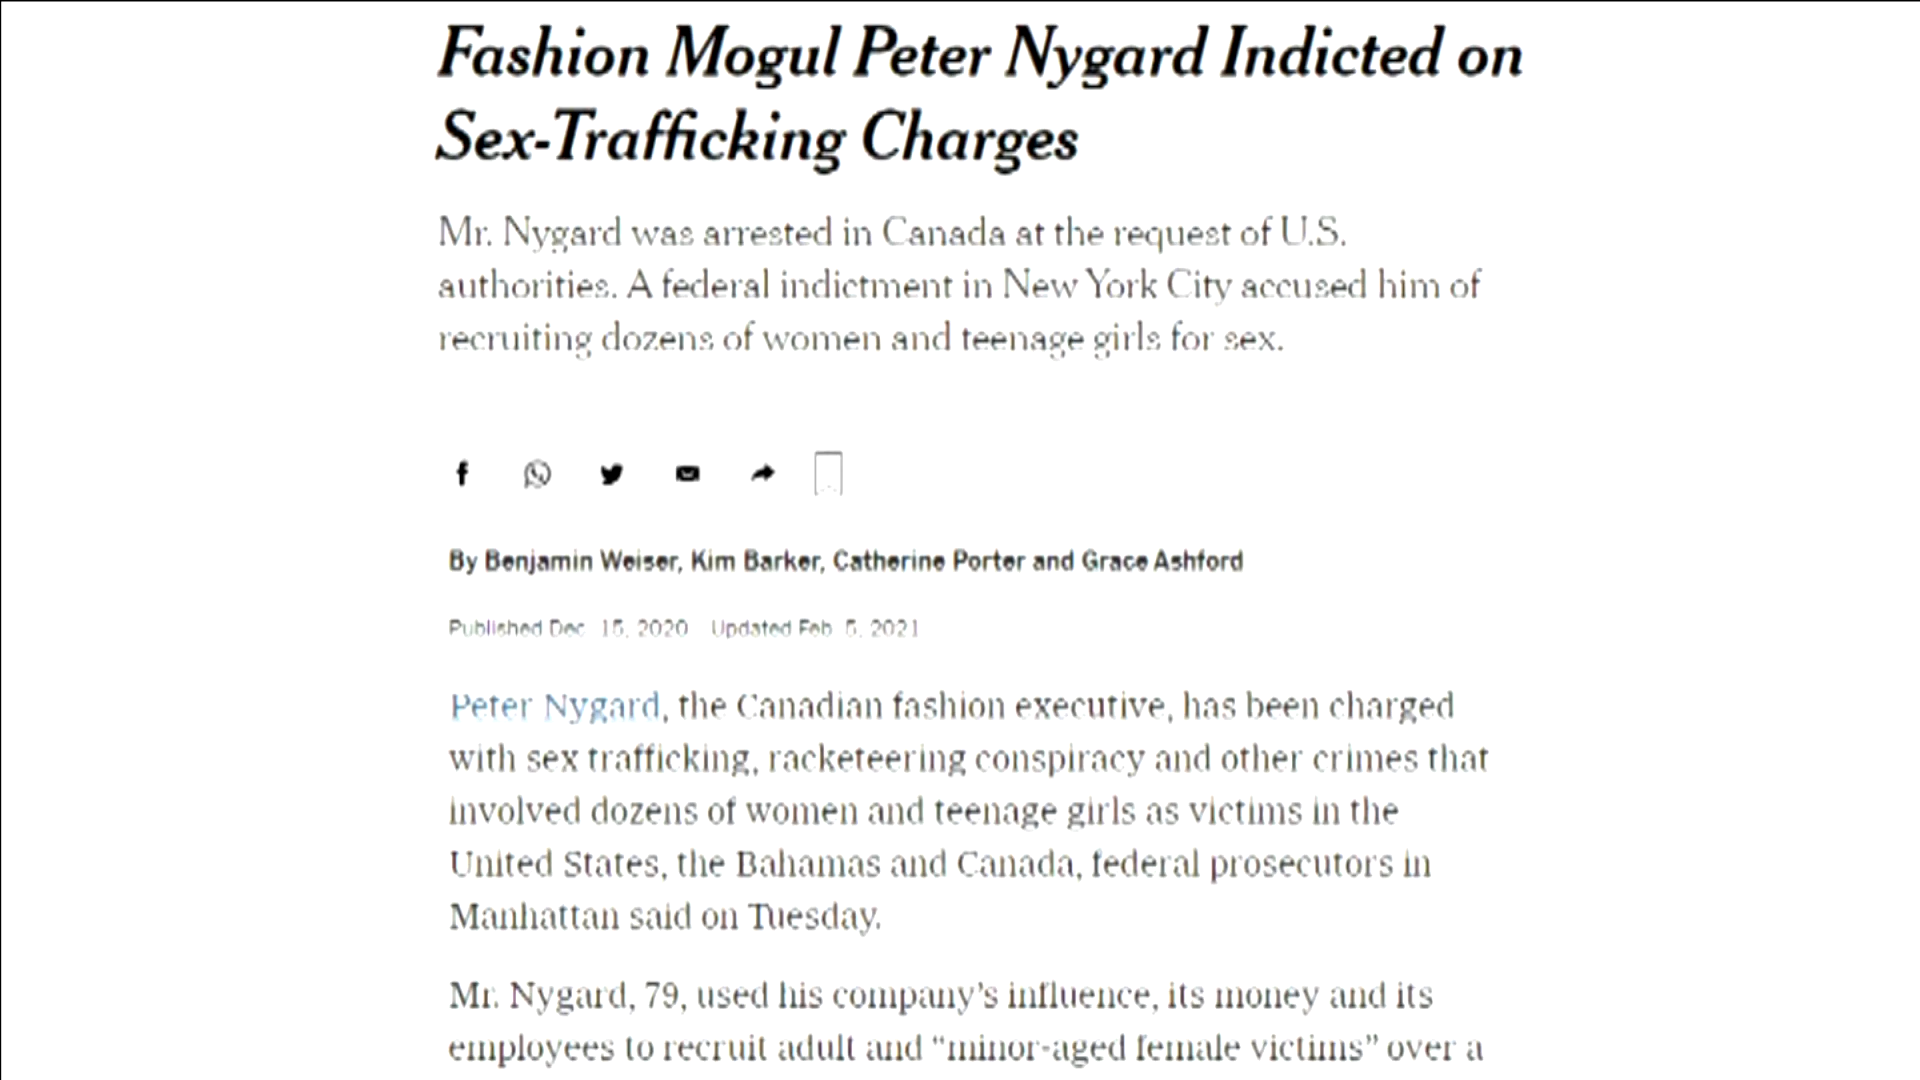 Fashion Mogul Peter Nygard Indicted on
Sex-Trafficking Charges
Mr. Nygard was arrested in Canada at the request of U.S.
authorities. A federal indictment in New York City accused him of
recruiting dozens of women and teenage girls for sex.
By Benjamin Weiser, Kim Barker, Catherine Porter and Grace Ashford
Published Dec. 15, 2020 Updated Feb. 5, 2021
Peter Nygard, the Canadian fashion executive, has been charged
with sex trafficking, racketeering conspiracy and other crimes that
involved dozens of women and teenage girls as victims in the
United States, the Bahamas and Canada, federal prosecutors in
Manhattan said on Tuesday.
Mr. Nygard, 79, used his company’s influence, its money and its
employees to recruit adult and “minor-aged female victims” over a